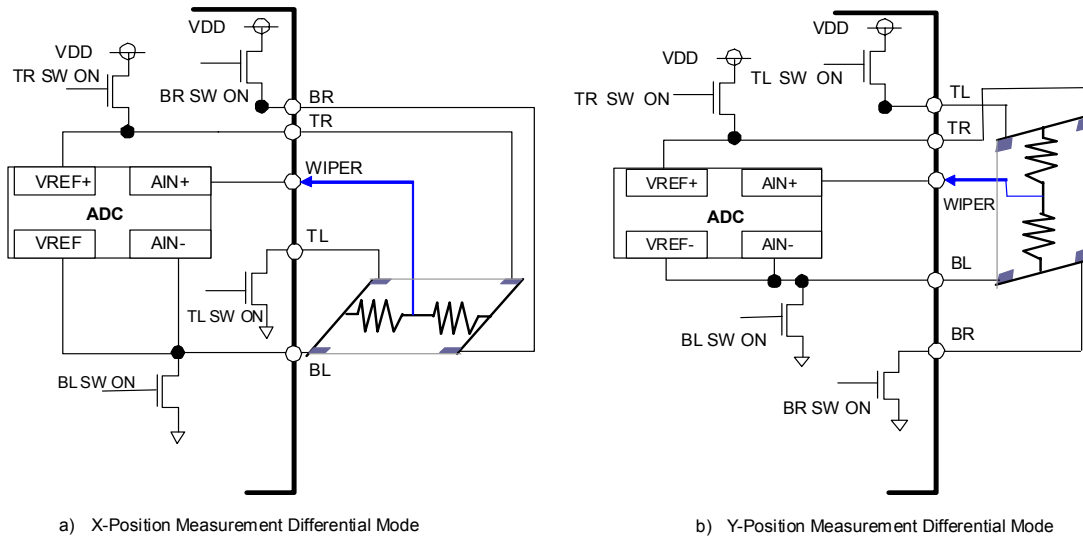 VDD
VDD
TR SW ON
BR SW ON
BR
TR
WIPER
VREF+
AIN+
ADC
VREF
AIN-
TL
TL SW ON
BL
BL SW ON
a) X-Position Measurement Differential Mode
VDD
VDD
TL SW ON
TR SW ON
TL
TR
VREF+
AIN+
WIPER
ADC
VREF-
AIN-
BL
BL SW ON
BR
BR SW ON
b) Y-Position Measurement Differential Mode